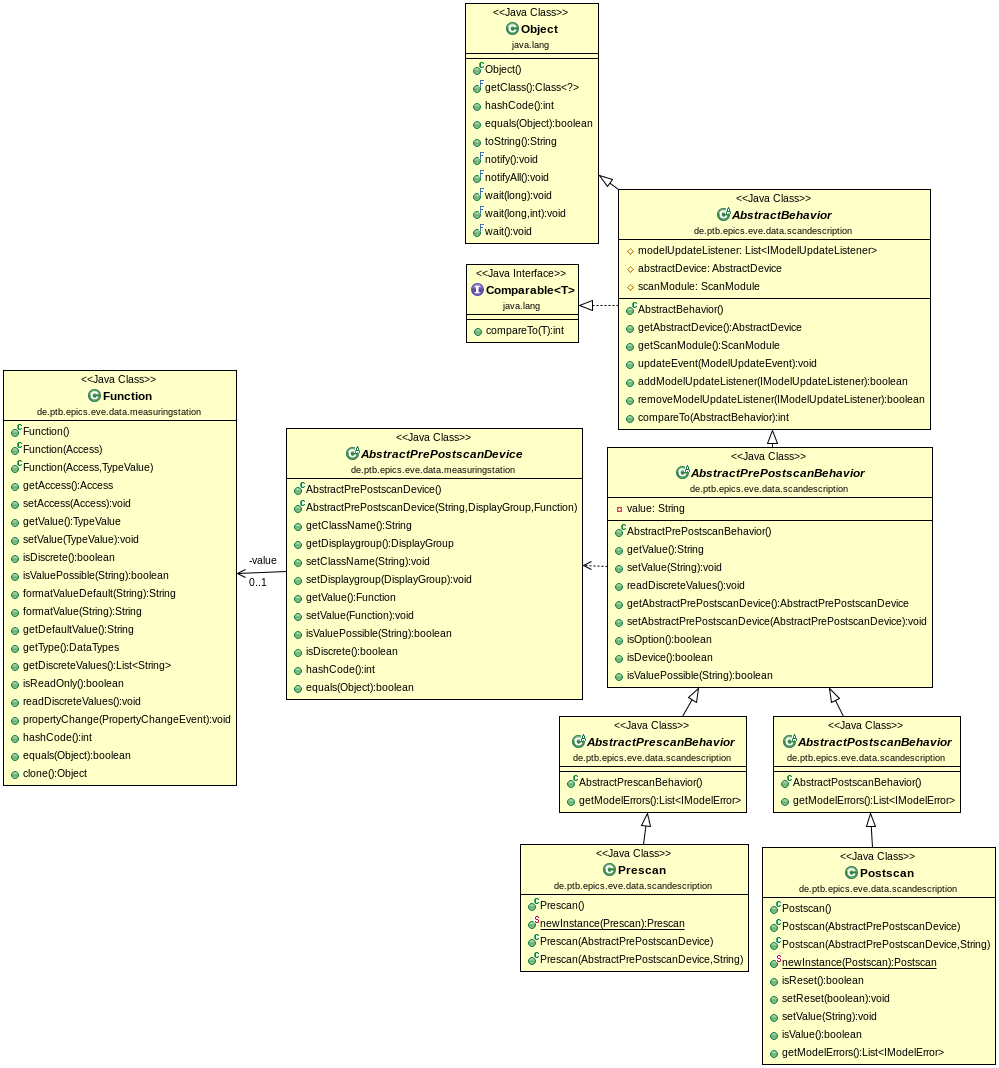 <<Java Class>>
Object
java.lang
Object()
getClass():Class<?>
hashCode():int
equals(Object):boolean
toString():String
notify():void
notifyAll():void
wait(long):void
wait(long,int):void
wait():void
<<Java Class>>
AbstractBehavior
de.ptb.epics.eve.data.scandescription
modelUpdateListener: List<IModelUpdateListener>
abstractDevice: AbstractDevice
scanModule: ScanModule
AbstractBehavior()
getAbstractDevice():AbstractDevice
getScanModule():ScanModule
updateEvent(ModelUpdateEvent):void
addModelUpdateListener(IModelUpdateListener):boolean
removeModelUpdateListener(IModelUpdateListener):boolean
compareTo(AbstractBehavior):int
<<Java Interface>>
Comparable<T>
java.lang
compareTo(T):int
<<Java Class>>
Function
de.ptb.epics.eve.data.measuringstation
Function()
Function(Access)
Function(Access,TypeValue)
getAccess():Access
setAccess(Access):void
getValue():TypeValue
setValue(TypeValue):void
isDiscrete():boolean
isValuePossible(String):boolean
formatValueDefault(String):String
formatValue(String):String
getDefaultValue():String
getType():DataTypes
getDiscreteValues():List<String>
isReadOnly():boolean
readDiscreteValues():void
propertyChange(PropertyChangeEvent):void
hashCode():int
equals(Object):boolean
clone():Object
-value
0..1
<<Java Class>>
AbstractPrePostscanDevice
de.ptb.epics.eve.data.measuringstation
AbstractPrePostscanDevice()
AbstractPrePostscanDevice(String,DisplayGroup,Function)
getClassName():String
getDisplaygroup():DisplayGroup
setClassName(String):void
setDisplaygroup(DisplayGroup):void
getValue():Function
setValue(Function):void
isValuePossible(String):boolean
isDiscrete():boolean
hashCode():int
equals(Object):boolean
<<Java Class>>
AbstractPrePostscanBehavior
de.ptb.epics.eve.data.scandescription
value: String
AbstractPrePostscanBehavior()
getValue():String
setValue(String):void
readDiscreteValues():void
getAbstractPrePostscanDevice():AbstractPrePostscanDevice
setAbstractPrePostscanDevice(AbstractPrePostscanDevice):void
isOption():boolean
isDevice():boolean
isValuePossible(String):boolean
<<Java Class>>
AbstractPrescanBehavior
de.ptb.epics.eve.data.scandescription
AbstractPrescanBehavior()
getModelErrors():List<IModelError>
<<Java Class>>
AbstractPostscanBehavior
de.ptb.epics.eve.data.scandescription
AbstractPostscanBehavior()
getModelErrors():List<IModelError>
<<Java Class>>
Prescan
de.ptb.epics.eve.data.scandescription
Prescan()
newInstance(Prescan):Prescan
Prescan(AbstractPrePostscanDevice)
Prescan(AbstractPrePostscanDevice,String)
<<Java Class>>
Postscan
de.ptb.epics.eve.data.scandescription
Postscan()
Postscan(AbstractPrePostscanDevice)
Postscan(AbstractPrePostscanDevice,String)
newInstance(Postscan):Postscan
isReset():boolean
setReset(boolean):void
setValue(String):void
isValue():boolean
getModelErrors():List<IModelError>